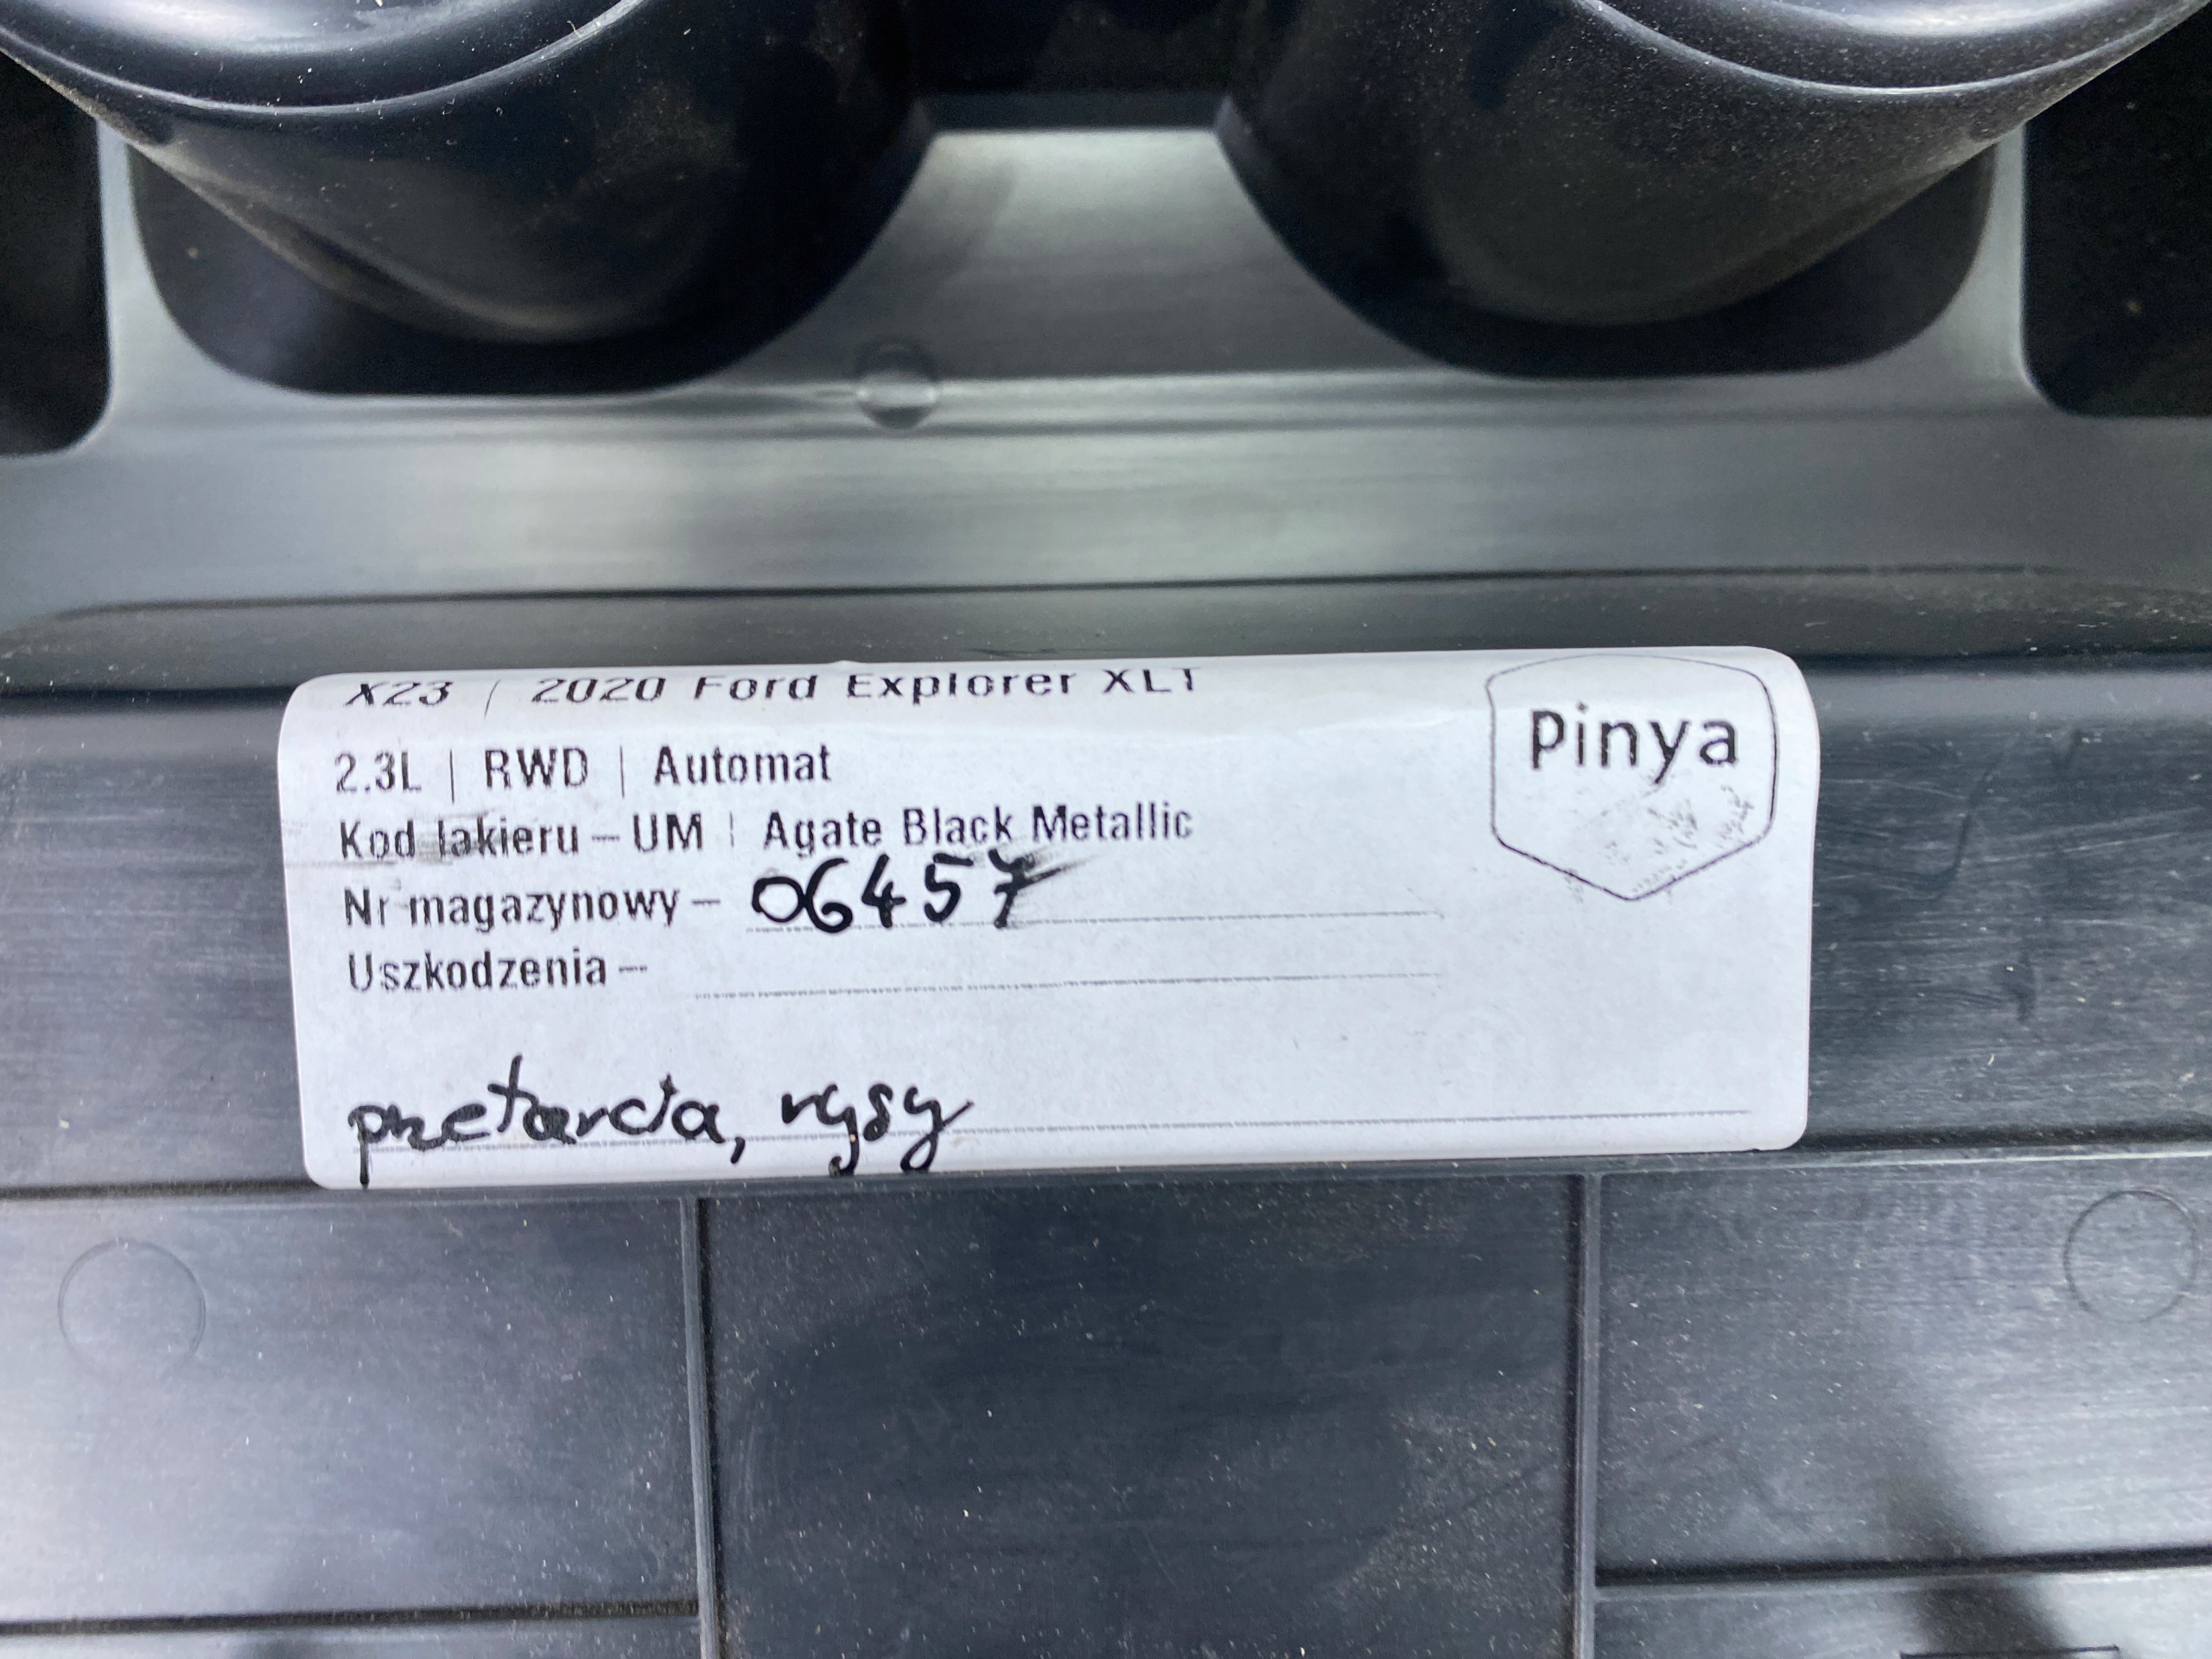 X23 / 2020 Ford Explorer XLT
Pinya
2.3L | RWD | Automat
Kod lakieru – UM | Agate Black Metallic
Nr magazynowy – 06457
Uszkodzenia –
przetarcia, rysy